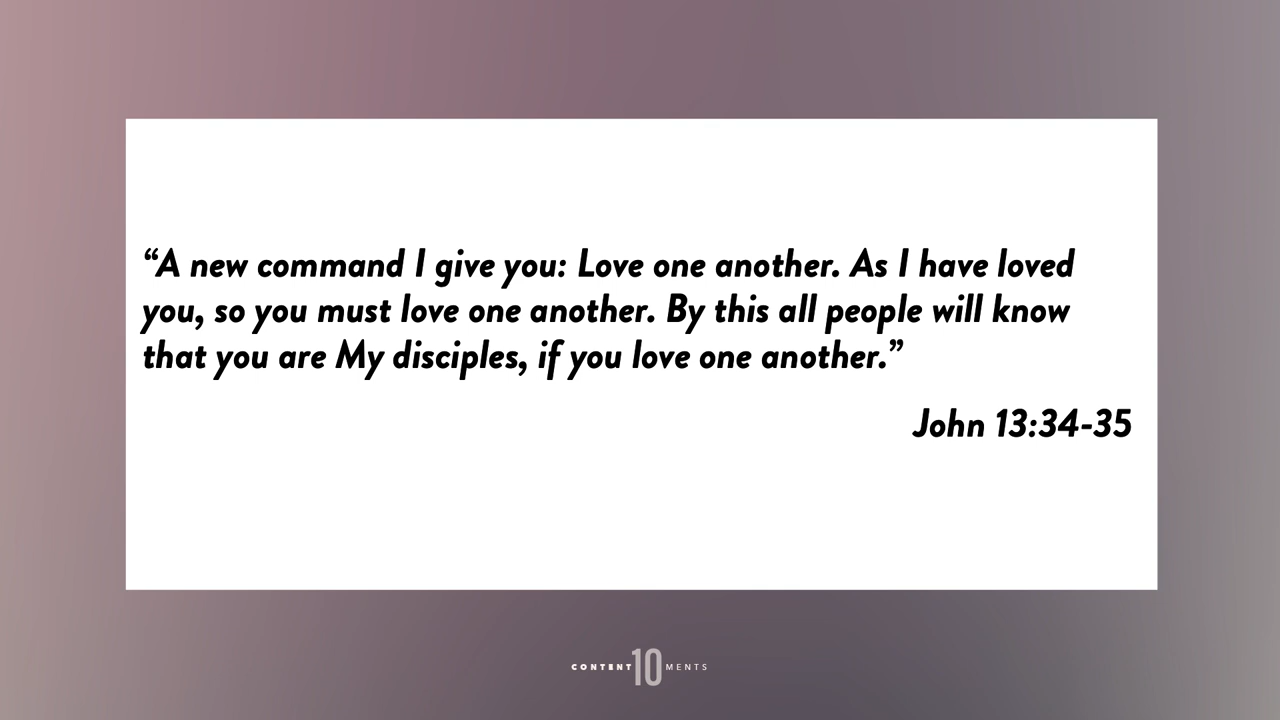 “A new command I give you: Love one another. As I have loved
you, so you must love one another. By this all people will know
that you are My disciples, if you love one another.”
John 13:34-35
CONTENT10MENTS